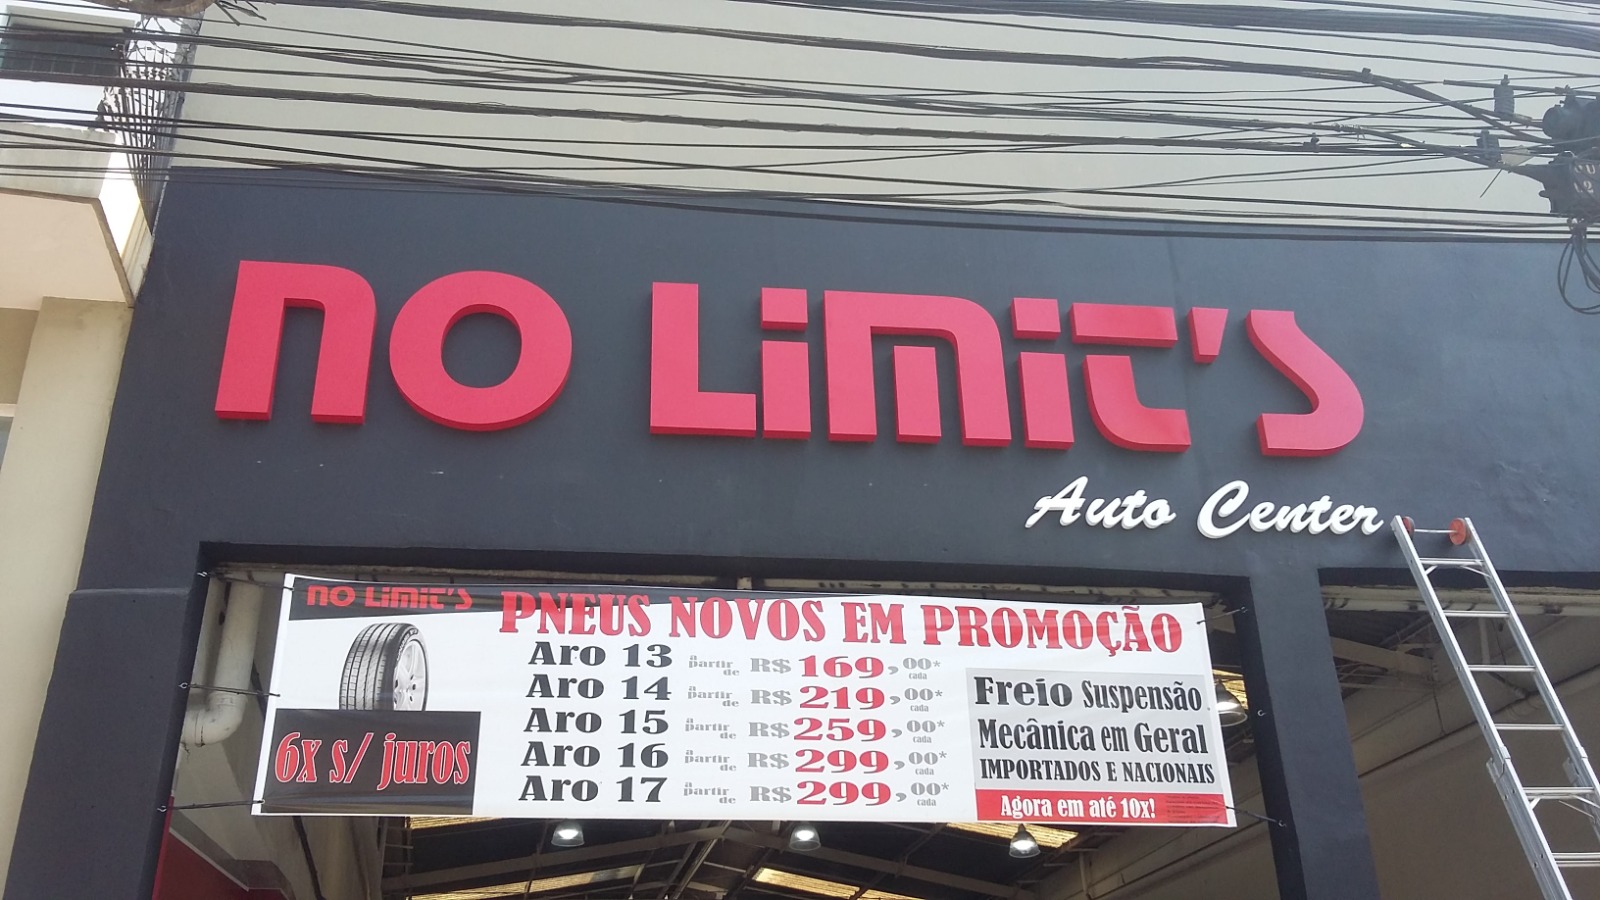 NO LIMIT'S
Auto Center
NO LIMIT'S
PNEUS NOVOS EM PROMOÇÃO
Aro 13 a partir de R$ 169,00* cada
Aro 14 a partir de R$ 219,00* cada
Aro 15 a partir de R$ 259,00* cada
Aro 16 a partir de R$ 299,00* cada
Aro 17 a partir de R$ 299,00* cada
6x s/ juros
Freio Suspensão
Mecânica em Geral
IMPORTADOS E NACIONAIS
Agora em até 10x!